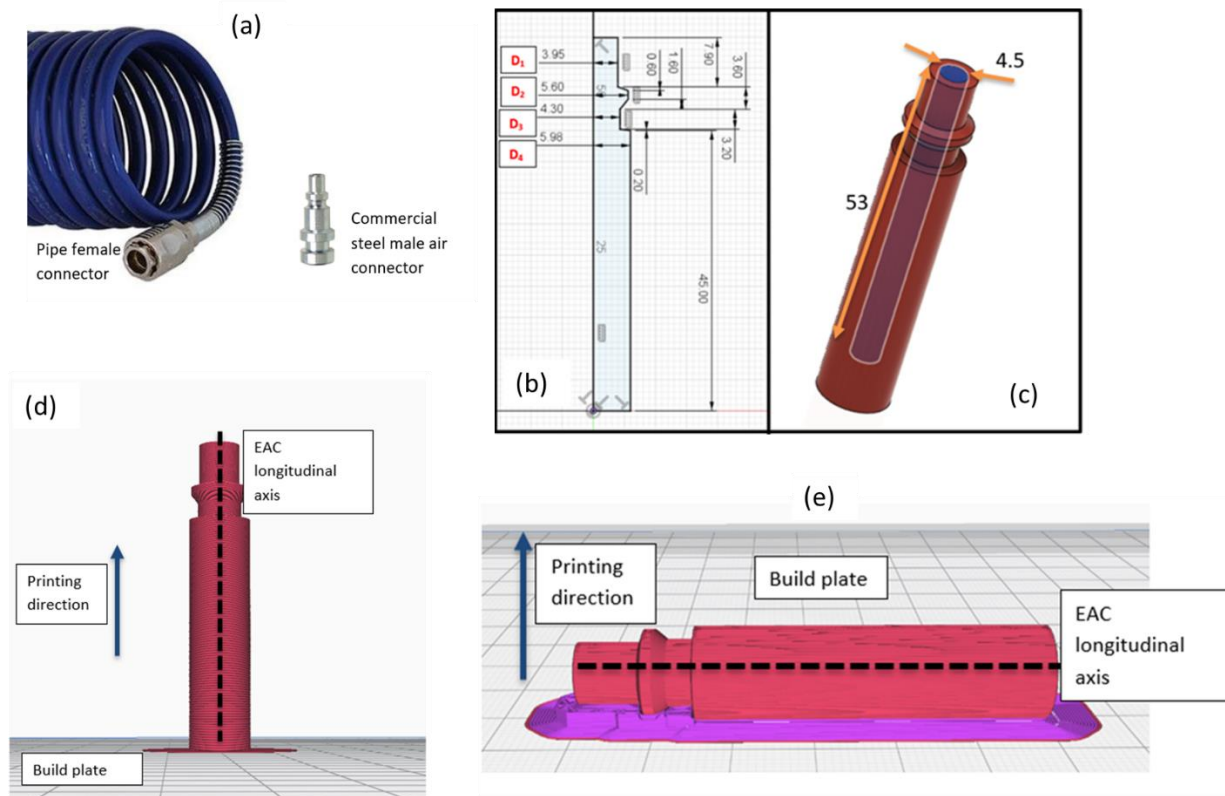 (a)
Pipe female
connector
Commercial
steel male air
connector
(b)
D₁
3.95
D₂
5.60
D₃
4.30
D₄
5.98
0.60
1.60
7.90
3.60
3.20
0.20
45.00
25
(c)
4.5
53
(d)
EAC
longitudinal
axis
Printing
direction
Build plate
(e)
Printing
direction
Build plate
EAC
longitudinal
axis